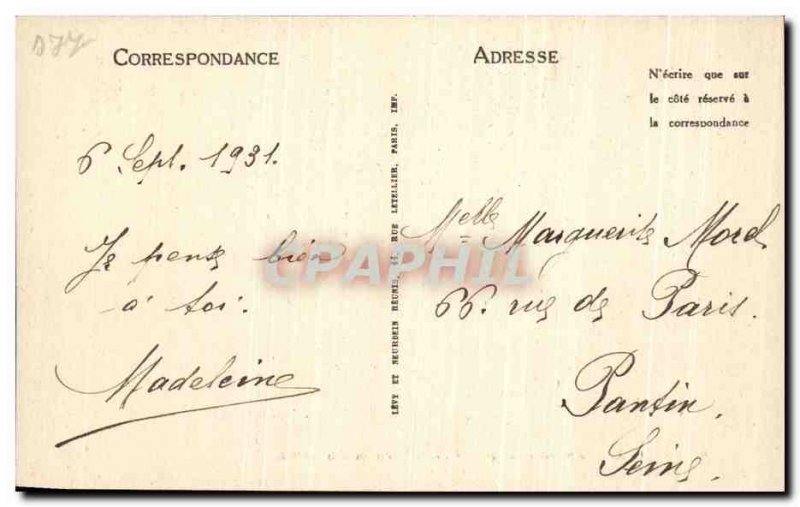 D77
CORRESPONDANCE
ADRESSE
N'écrire que sur
le côté réservé à
la correspondance
6 Sept. 1931.
Je pense bien
à toi.
Madeleine
LÉVY ET NEURDEIN RÉUNIS, 44, RUE LETELLIER, PARIS, IMP.
Melle Marguerite Morel
66. rue de Paris.
Pantin.
Seine.
CPAPHIL